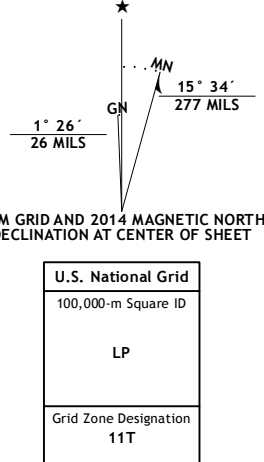 ★
MN
GN
15° 34´
277 MILS
1° 26´
26 MILS
M GRID AND 2014 MAGNETIC NORTH
DECLINATION AT CENTER OF SHEET
U.S. National Grid
100,000-m Square ID
LP
Grid Zone Designation
11T